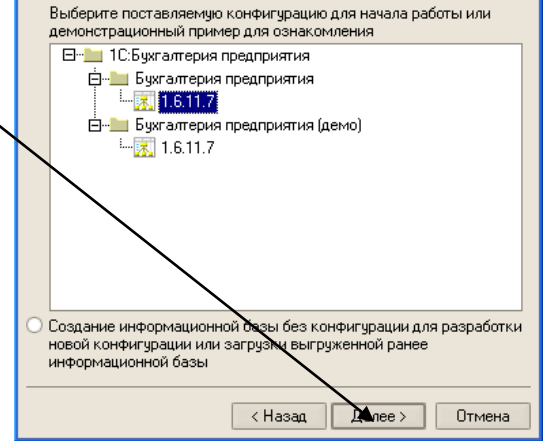 Выберите поставляемую конфигурацию для начала работы или
демонстрационный пример для ознакомления
1С:Бухгалтерия предприятия
Бухгалтерия предприятия
1.6.11.7
Бухгалтерия предприятия (демо)
1.6.11.7
Создание информационной базы без конфигурации для разработки
новой конфигурации или загрузки выгруженной ранее
информационной базы
< Назад Далее > Отмена